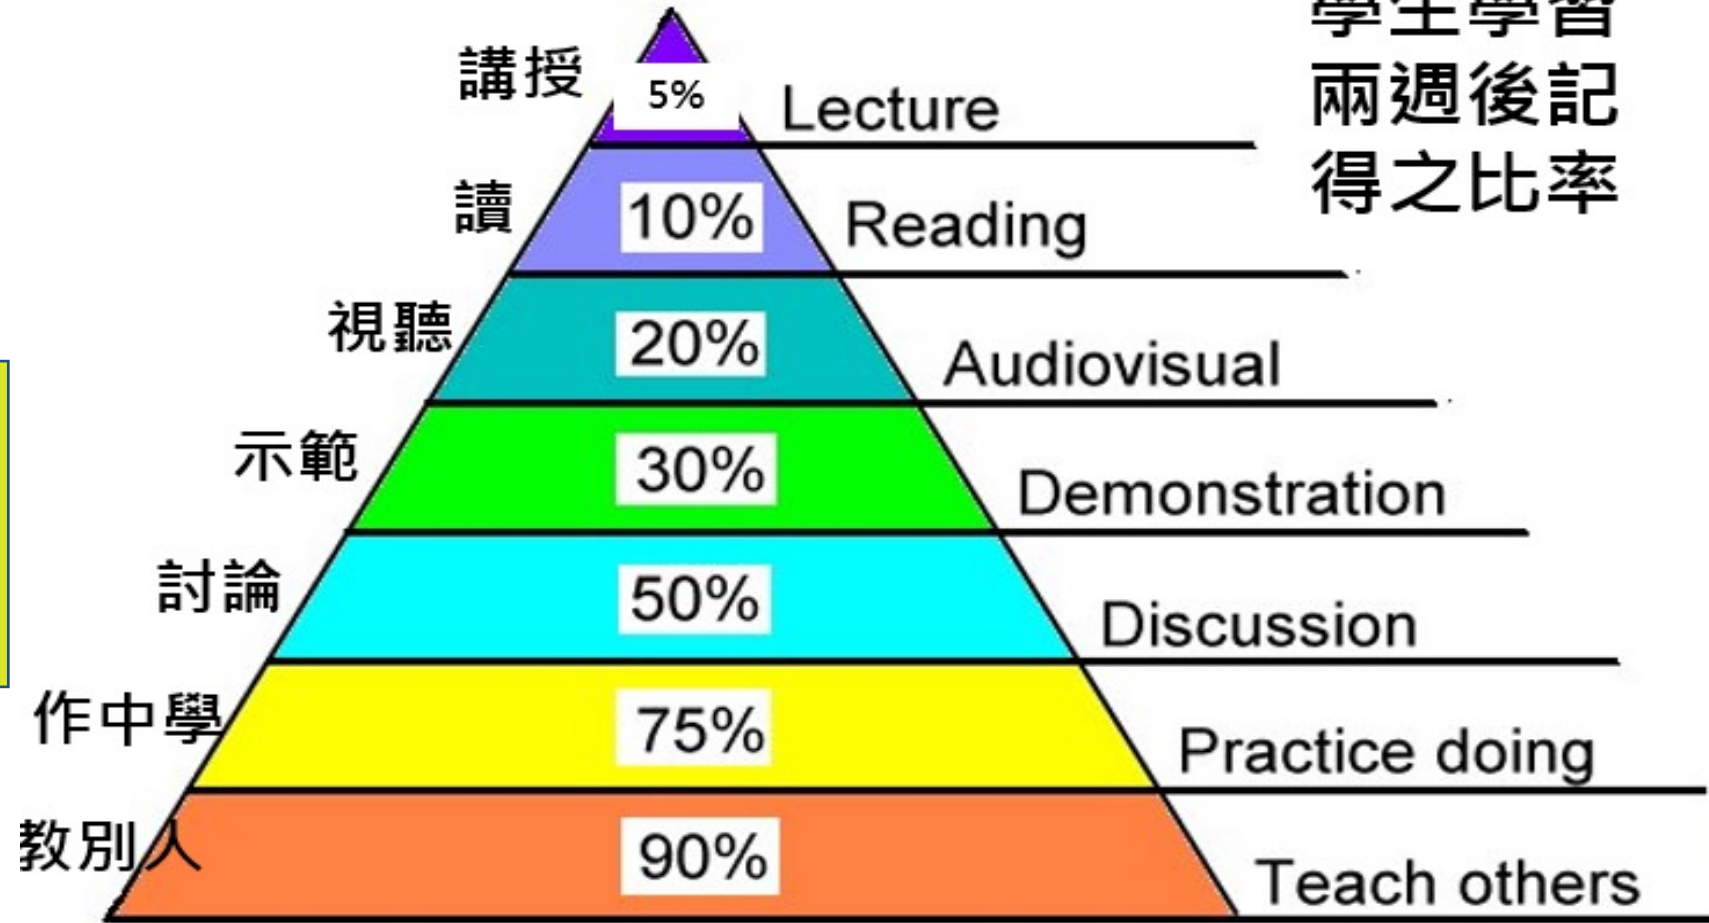 學生學習
兩週後記
得之比率
講授 5% Lecture
讀 10% Reading
視聽 20% Audiovisual
示範 30% Demonstration
討論 50% Discussion
作中學 75% Practice doing
教別人 90% Teach others